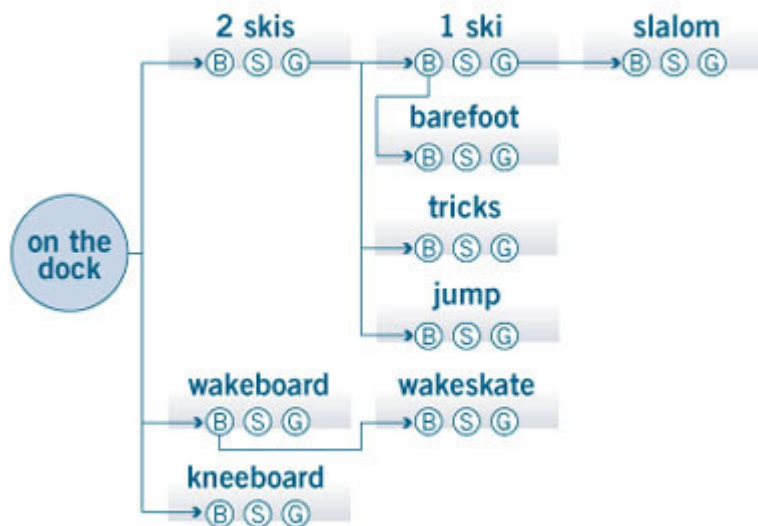 2 skis
B S G
1 ski
B S G
slalom
B S G
barefoot
B S G
on the
dock
tricks
B S G
jump
B S G
wakeboard
B S G
wakeskate
B S G
kneeboard
B S G